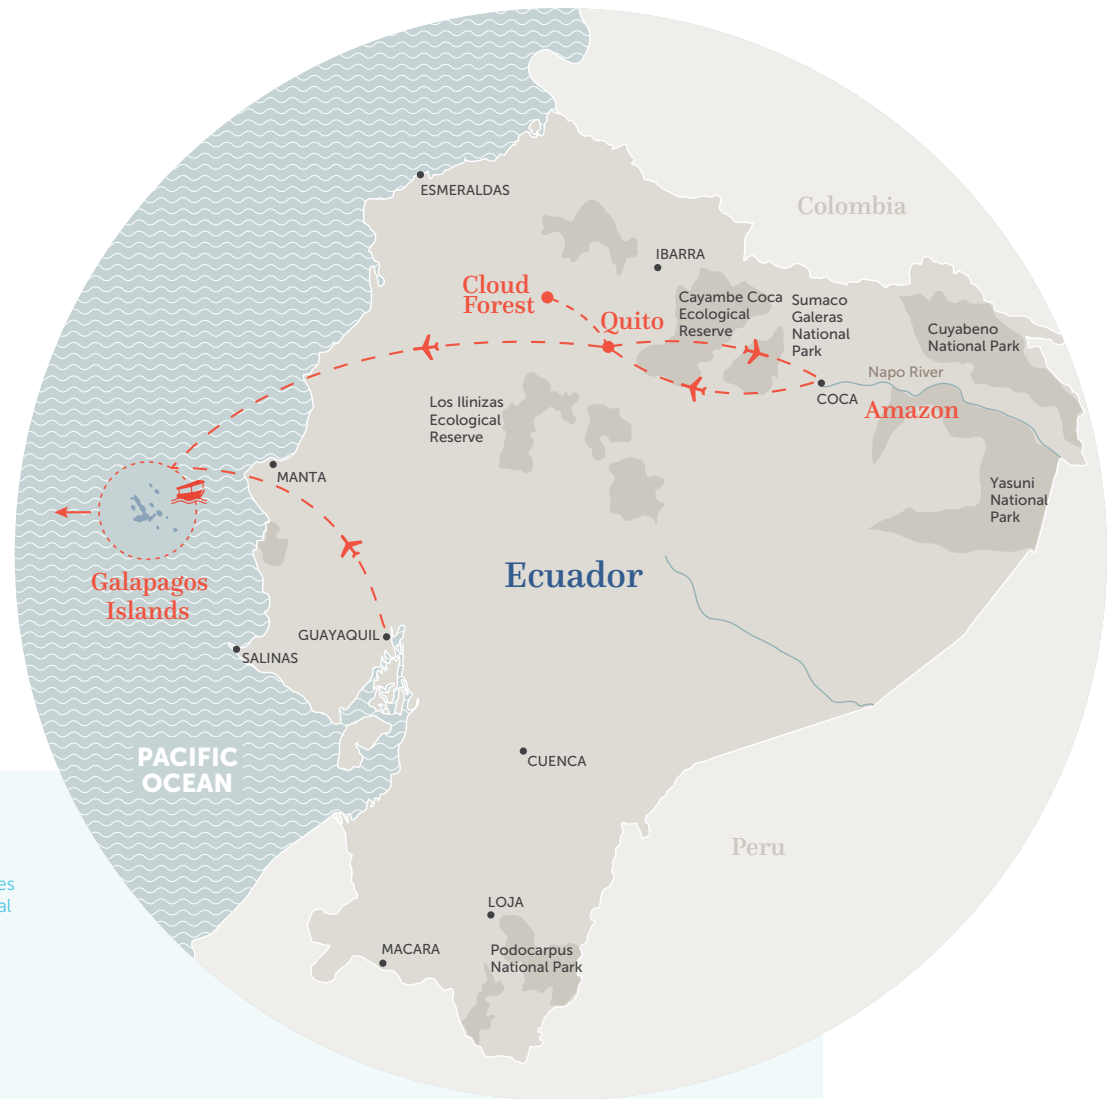 Colombia
ESMERALDAS
IBARRA
Cloud
Forest
Quito
Cayambe Coca
Ecological
Reserve
Sumaco
Galeras
National
Park
Cuyabeno
National Park
Napo River
COCA
Amazon
Los Ilinizas
Ecological
Reserve
MANTA
Yasuni
National
Park
Ecuador
Galapagos
Islands
GUAYAQUIL
SALINAS
PACIFIC
OCEAN
CUENCA
Peru
LOJA
MACARA
Podocarpus
National Park